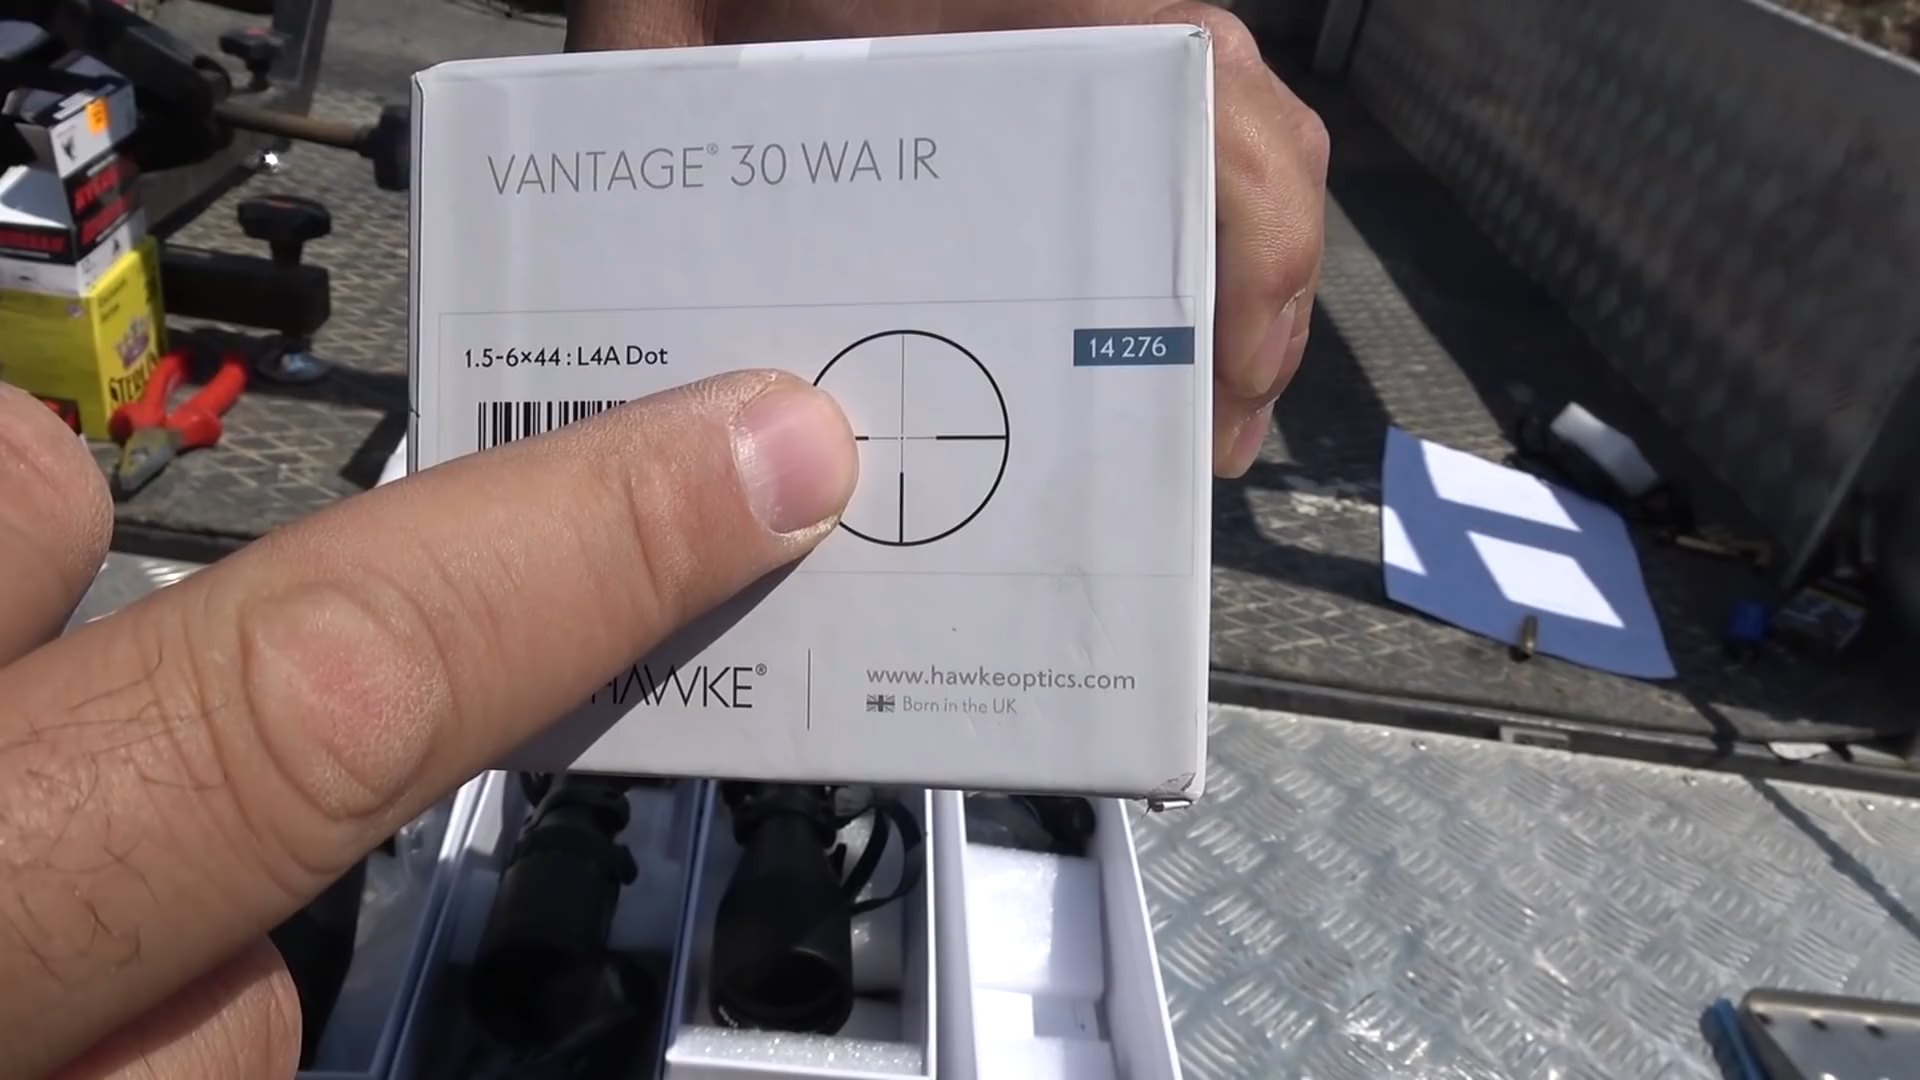 VANTAGE® 30 WA IR
1.5-6×44 : L4A Dot
14 276
HAWKE®
www.hawkeoptics.com
Born in the UK